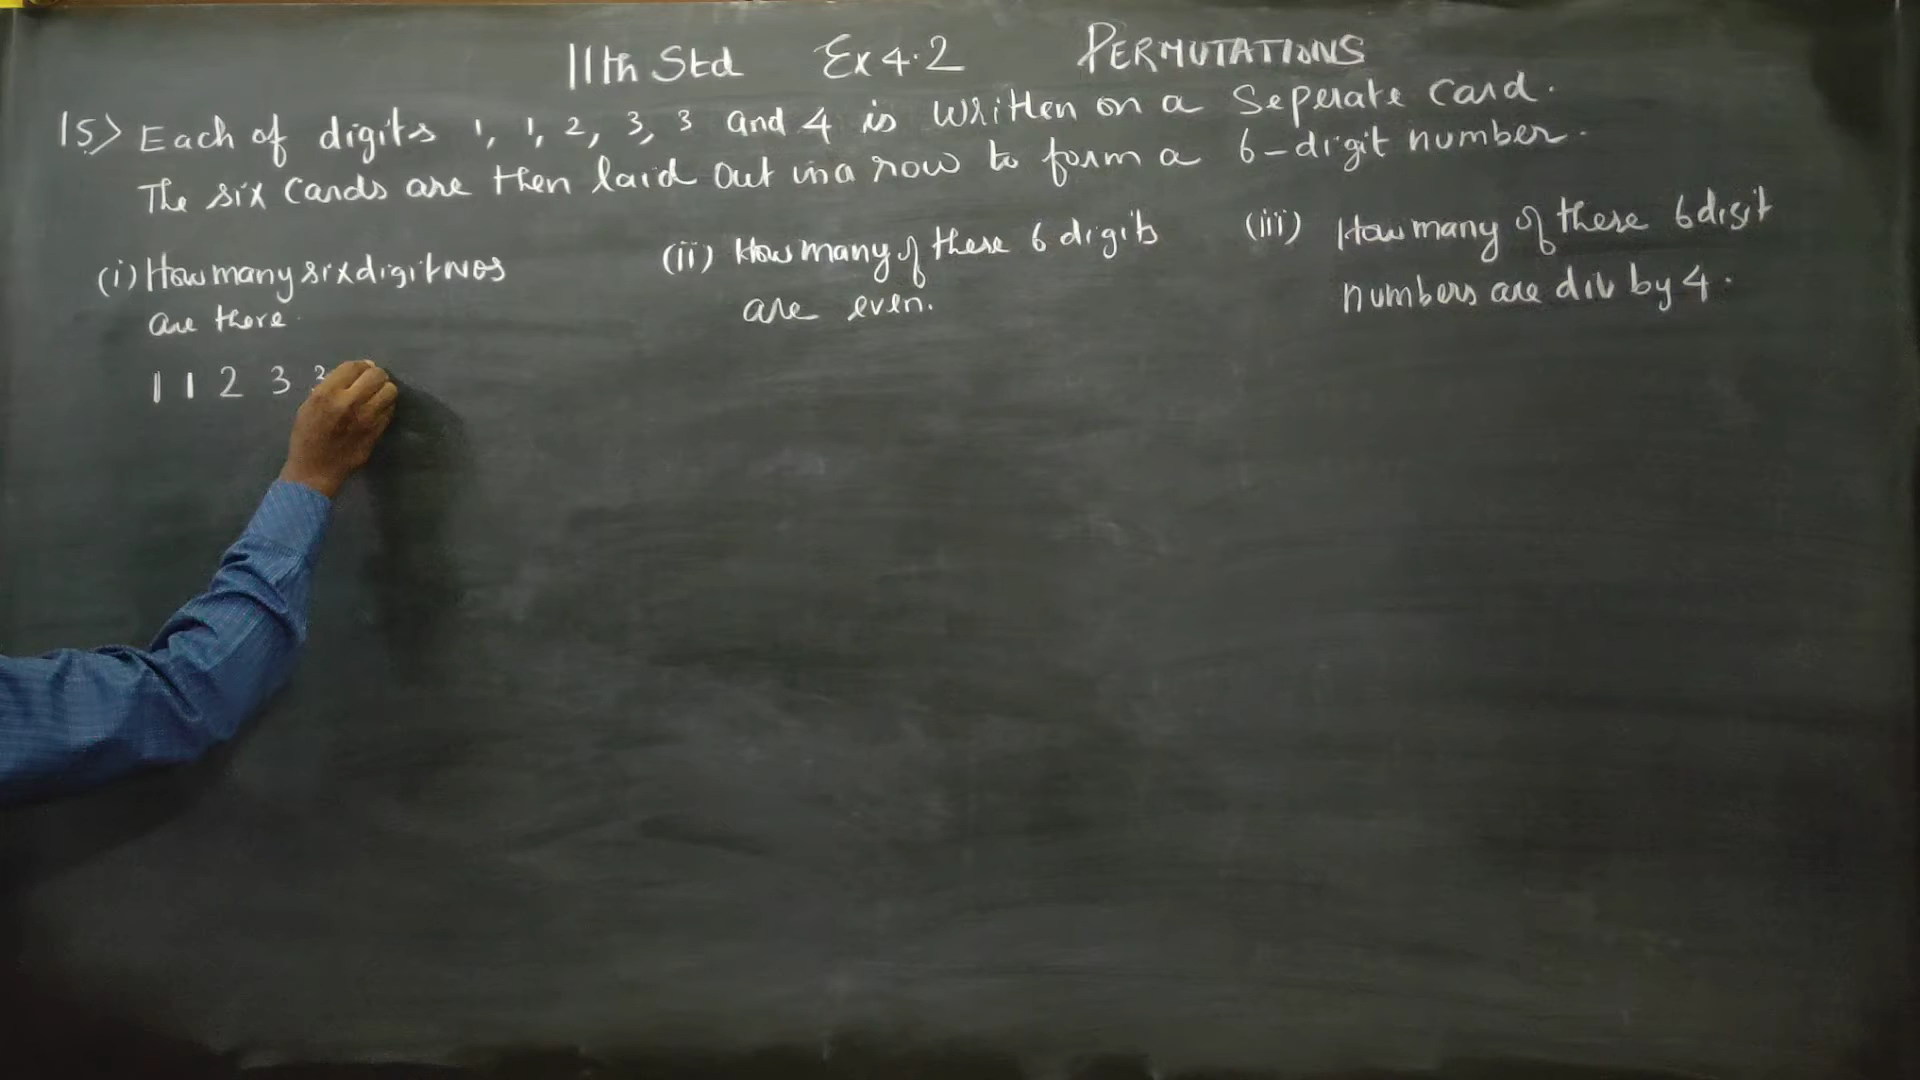 11th Std Ex 4.2 PERMUTATIONS
15) Each of digits 1, 1, 2, 3, 3 and 4 is written on a Seperate Card.
The six Cards are then laid out in a row to form a 6-digit number.
(i) How many six digit NOS
are there.
(ii) How many of these 6 digits
are even.
(iii) How many of these 6 digit
numbers are div by 4.
1 1 2 3 3